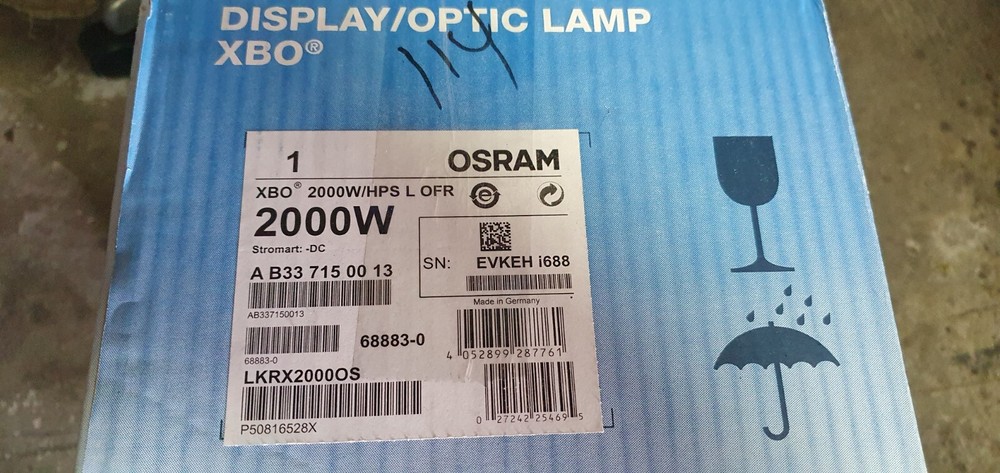 DISPLAY/OPTIC LAMP
XBO®
114
1
OSRAM
XBO® 2000W/HPS L OFR
2000W
Stromart: -DC
A B33 715 00 13
AB337150013
SN: EVKEH i688
Made in Germany
68883-0
68883-0
4 052899 287761
LKRX2000OS
P50816528X
0 27242 25469 5